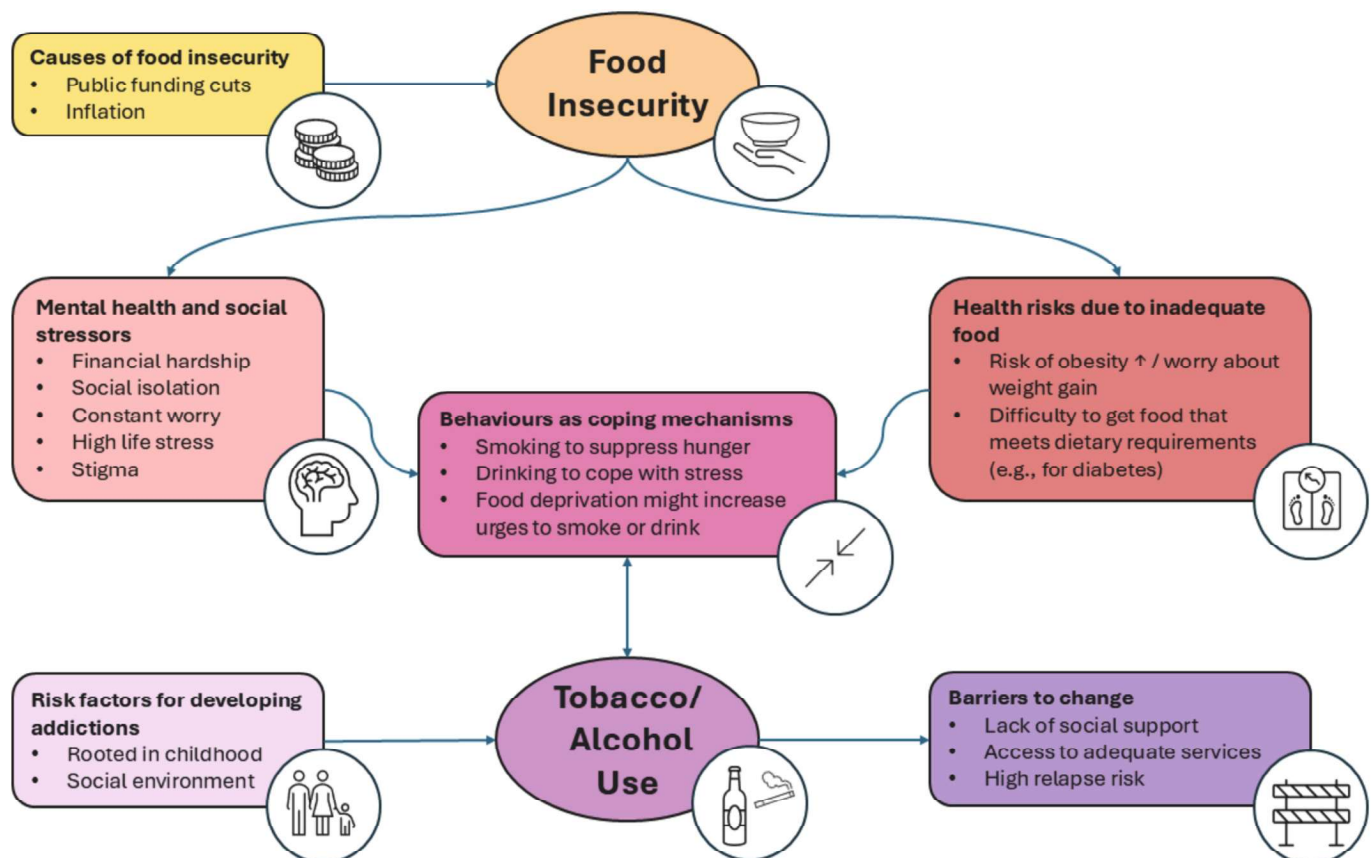 Causes of food insecurity
• Public funding cuts
• Inflation
Food
Insecurity
Mental health and social
stressors
• Financial hardship
• Social isolation
• Constant worry
• High life stress
• Stigma
Behaviours as coping mechanisms
• Smoking to suppress hunger
• Drinking to cope with stress
• Food deprivation might increase
urges to smoke or drink
Health risks due to inadequate
food
• Risk of obesity ↑ / worry about
weight gain
• Difficulty to get food that
meets dietary requirements
(e.g., for diabetes)
Risk factors for developing
addictions
• Rooted in childhood
• Social environment
Tobacco/
Alcohol
Use
Barriers to change
• Lack of social support
• Access to adequate services
• High relapse risk